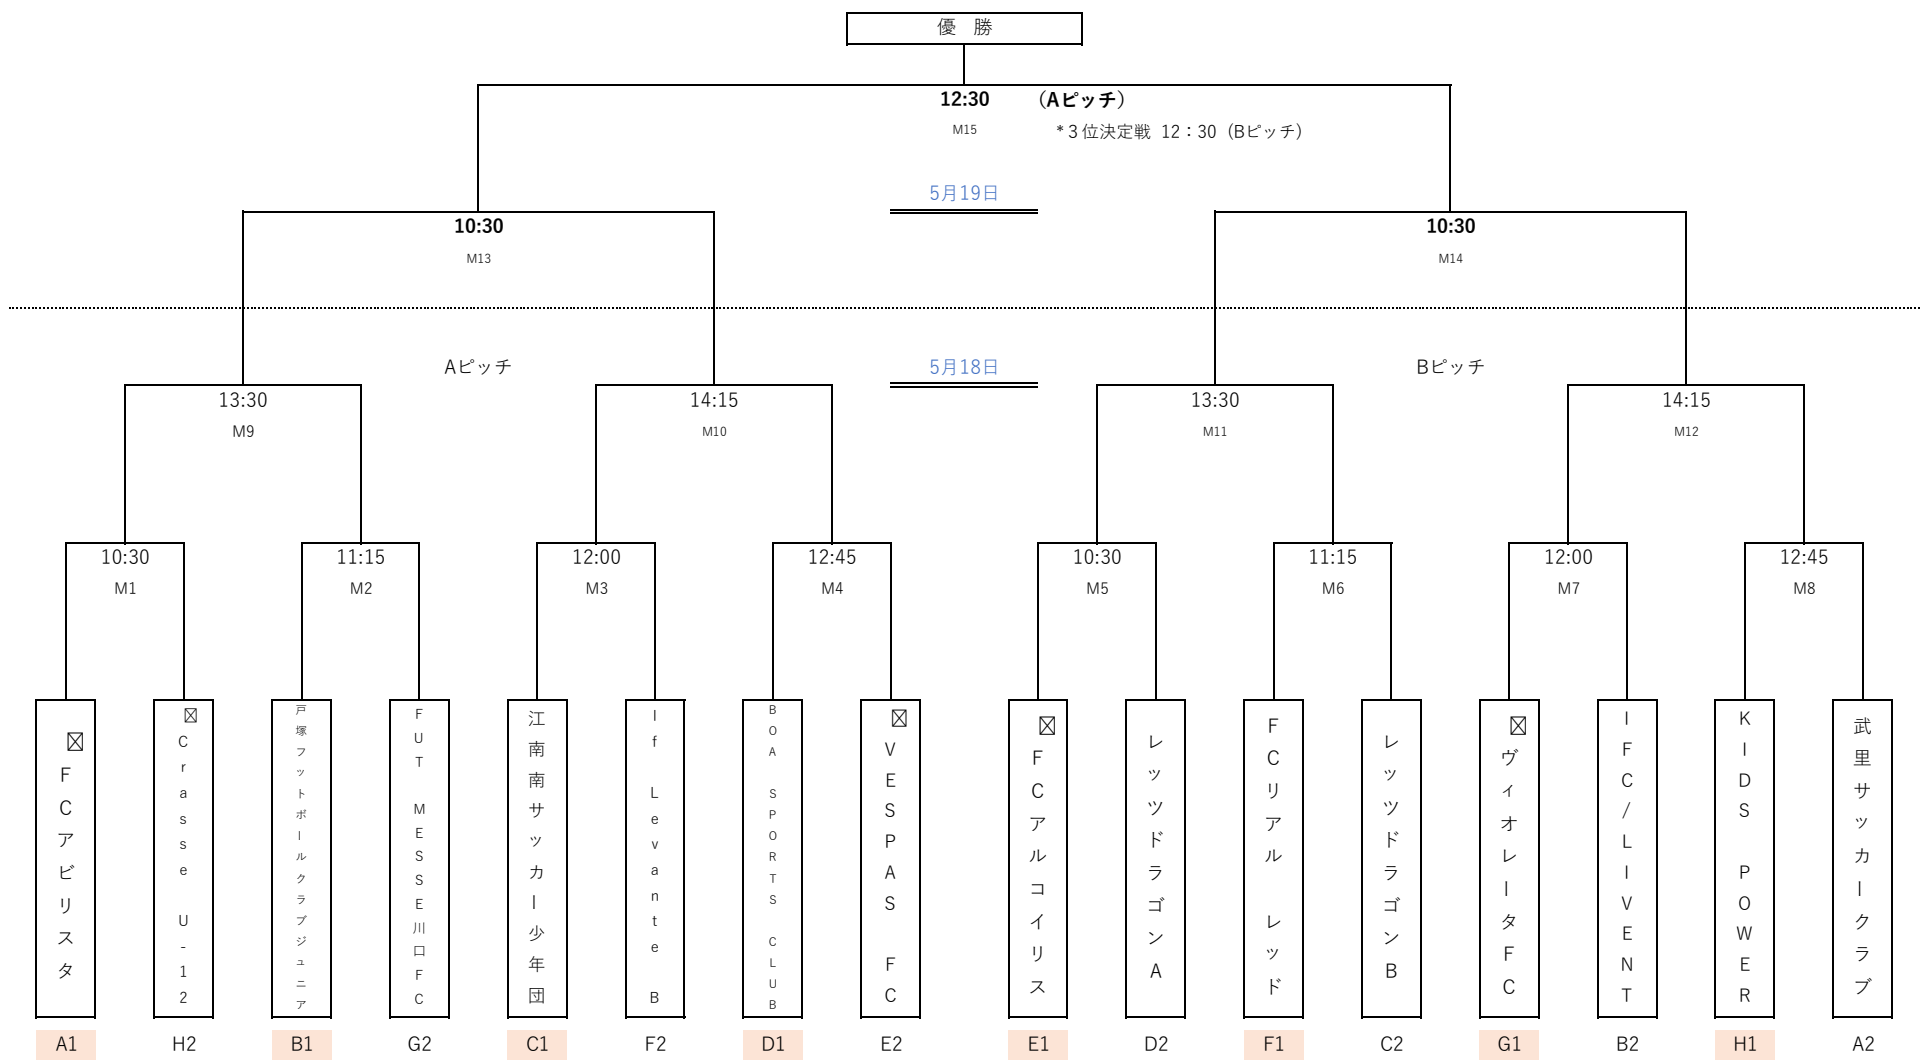 優 勝
12:30 （Aピッチ）
M15 *３位決定戦 12：30（Bピッチ）
5月19日
10:30
M13
10:30
M14
Aピッチ
5月18日
Bピッチ
13:30
M9
14:15
M10
13:30
M11
14:15
M12
10:30
M1
11:15
M2
12:00
M3
12:45
M4
10:30
M5
11:15
M6
12:00
M7
12:45
M8
FCアビリスタ
Crasse U-12
戸塚フットボールクラブジュニア
FUT MESSE川口FC
江南南サッカー少年団
If Levante B
BOA SPORTS CLUB
VESPAS FC
FCアルコイリス
レッツドラゴンA
FCリアル レッド
レッツドラゴンB
ヴィオレータFC
IFC/LIVENT
KIDS POWER
武里サッカークラブ
A1 H2 B1 G2 C1 F2 D1 E2 E1 D2 F1 C2 G1 B2 H1 A2